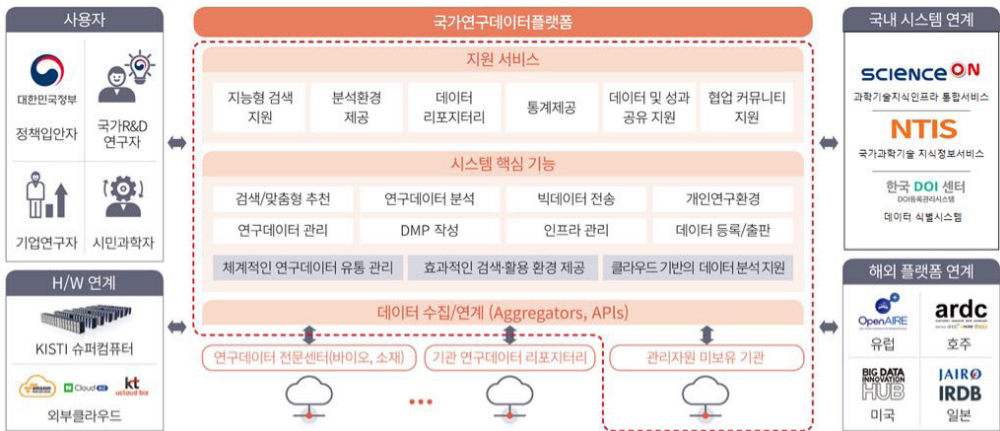 사용자
대한민국정부
정책입안자
국가R&D
연구자
기업연구자
시민과학자
H/W 연계
KISTI 슈퍼컴퓨터
amazon
N Cloud biz
kt
ucloud biz
외부클라우드
국가연구데이터플랫폼
지원 서비스
지능형 검색
지원
분석환경
제공
데이터
리포지터리
통계제공
데이터 및 성과
공유 지원
협업 커뮤니티
지원
시스템 핵심 기능
검색/맞춤형 추천
연구데이터 분석
빅데이터 전송
개인연구환경
연구데이터 관리
DMP 작성
인프라 관리
데이터 등록/출판
체계적인 연구데이터 유통 관리
효과적인 검색·활용 환경 제공
클라우드 기반의 데이터 분석 지원
데이터 수집/연계 (Aggregators, APIs)
연구데이터 전문센터(바이오, 소재)
기관 연구데이터 리포지터리
관리자원 미보유 기관
국내 시스템 연계
SCIENCE ON
과학기술지식인프라 통합서비스
NTIS
국가과학기술 지식정보서비스
한국 DOI 센터
DOI등록관리시스템
데이터 식별시스템
해외 플랫폼 연계
OpenAIRE
유럽
ardc
호주
BIG DATA
INNOVATION
HUB
미국
JAIRO
IRDB
일본